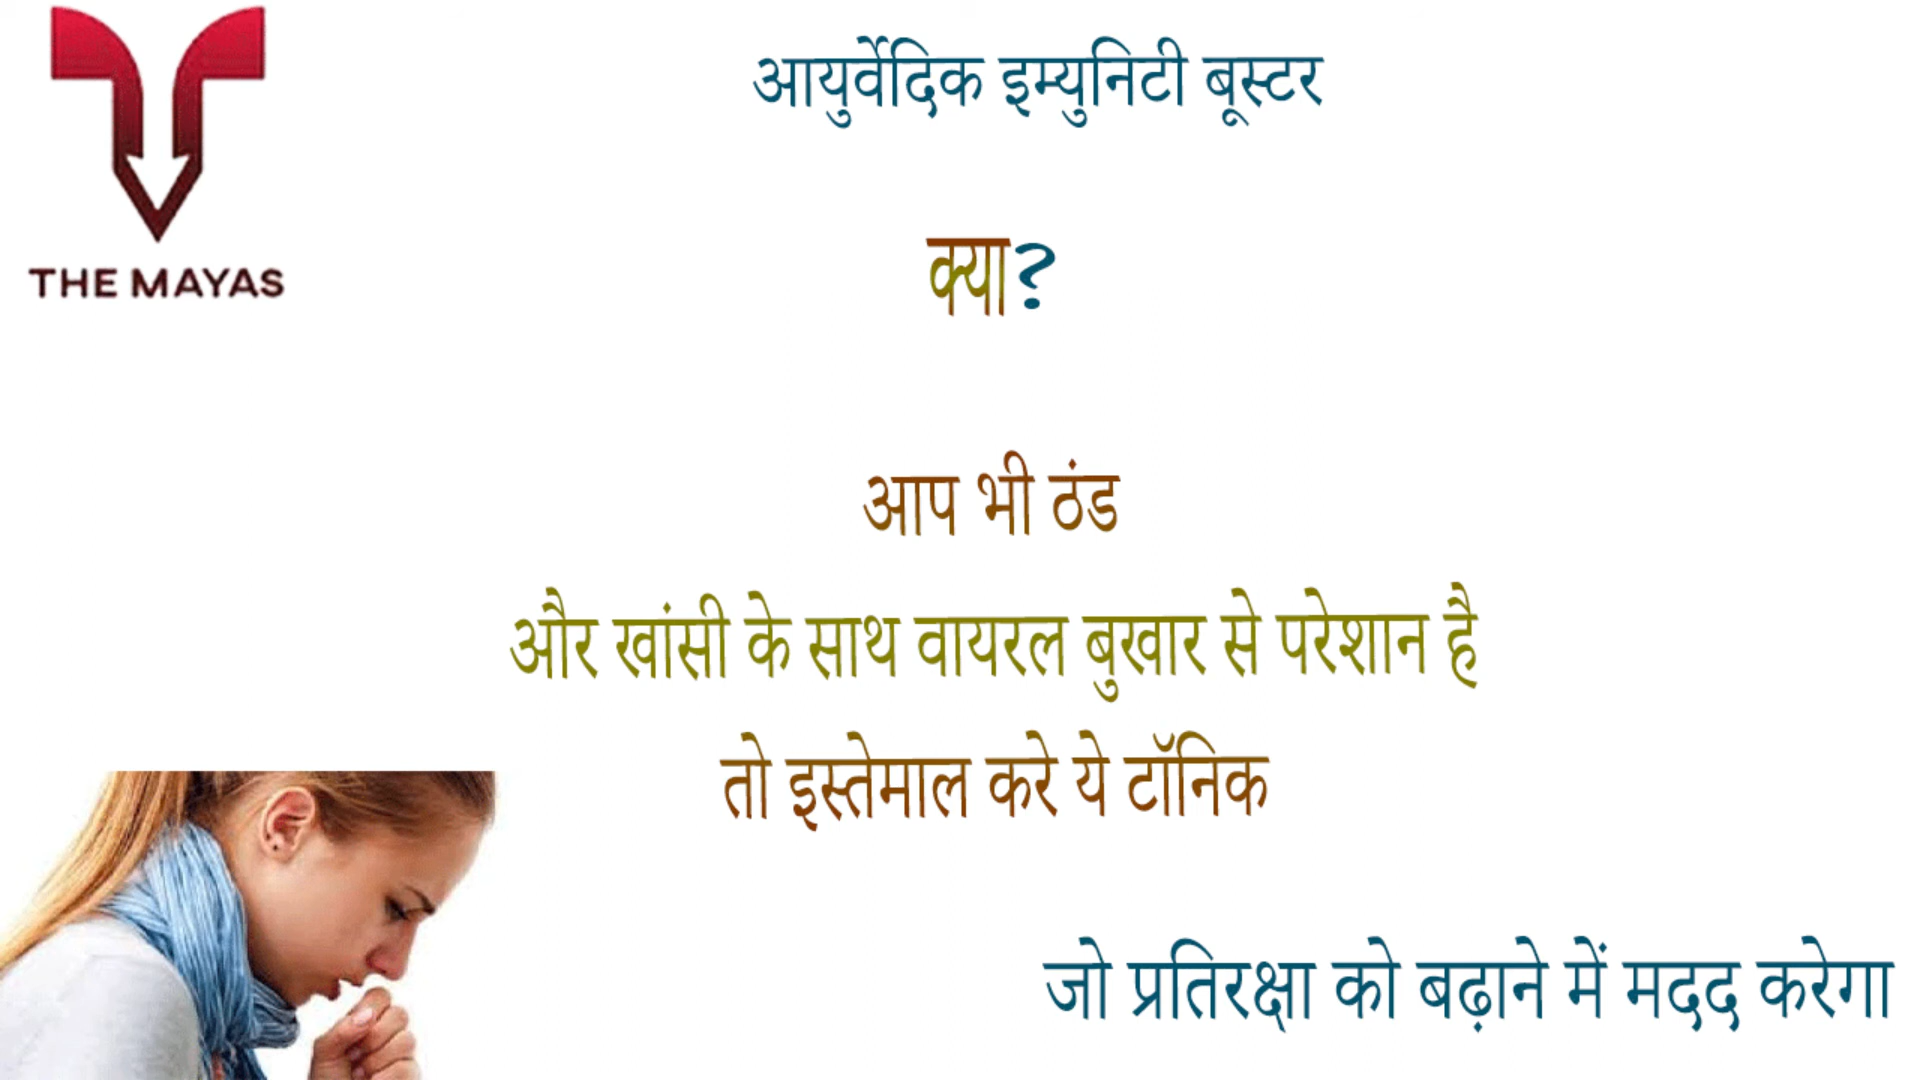 THE MAYAS
आयुर्वेदिक इम्युनिटी बूस्टर
क्या?
आप भी ठंड
और खांसी के साथ वायरल बुखार से परेशान है
तो इस्तेमाल करे ये टॉनिक
जो प्रतिरक्षा को बढ़ाने में मदद करेगा